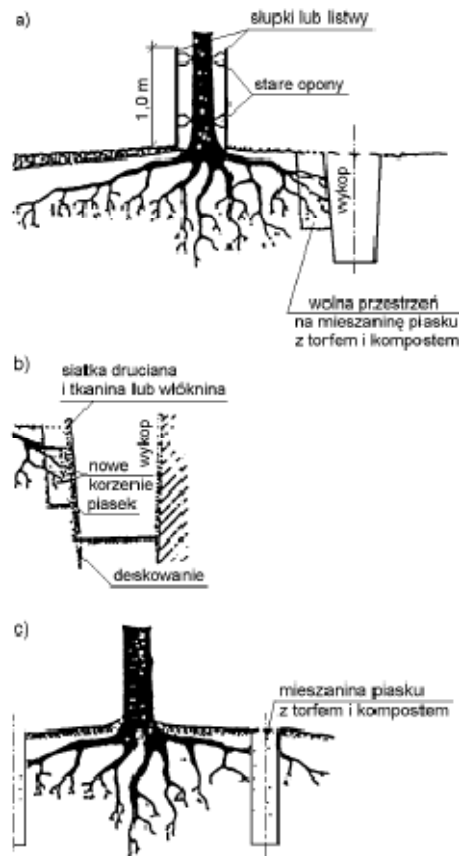 a)
słupki lub listwy
1,0 m
stare opony
wykop
wolna przestrzeń
na mieszaninę piasku
z torfem i kompostem
b)
siatka druciana
i tkanina lub włóknina
wykop
nowe
korzenie
piasek
deskowanie
c)
mieszanina piasku
z torfem i kompostem